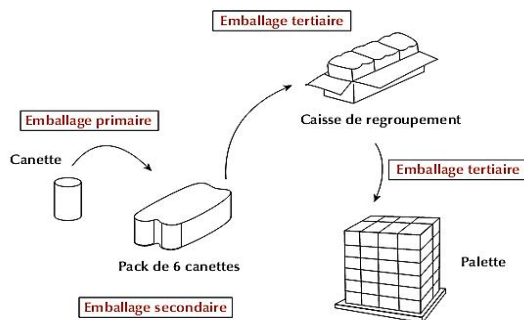 Emballage tertiaire
Caisse de regroupement
Emballage primaire
Canette
Emballage tertiaire
Pack de 6 canettes
Palette
Emballage secondaire